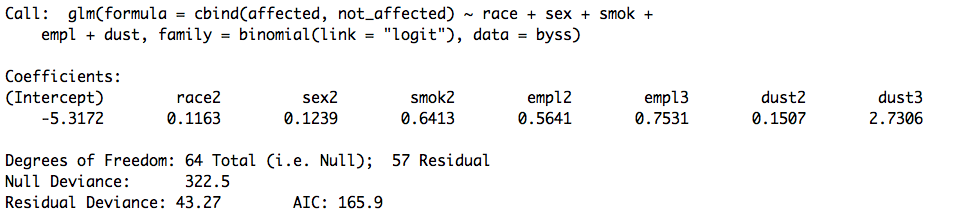 Call:  glm(formula = cbind(affected, not_affected) ~ race + sex + smok +
    empl + dust, family = binomial(link = "logit"), data = byss)
Coefficients:
(Intercept)        race2         sex2        smok2        empl2        empl3        dust2        dust3
    -5.3172       0.1163       0.1239       0.6413       0.5641       0.7531       0.1507       2.7306
Degrees of Freedom: 64 Total (i.e. Null);  57 Residual
Null Deviance:      322.5
Residual Deviance: 43.27        AIC: 165.9